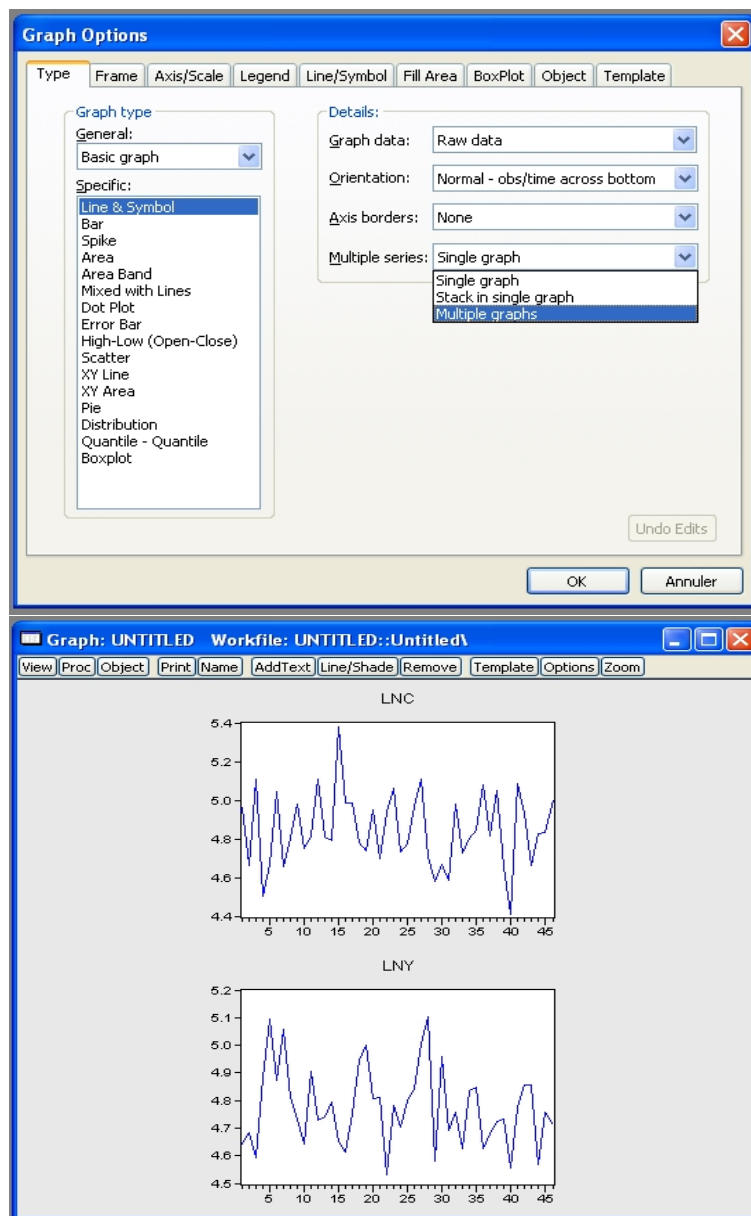 Graph Options
Type Frame Axis/Scale Legend Line/Symbol Fill Area BoxPlot Object Template
Graph type
General:
Basic graph
Specific:
Line & Symbol
Bar
Spike
Area
Area Band
Mixed with Lines
Dot Plot
Error Bar
High-Low (Open-Close)
Scatter
XY Line
XY Area
Pie
Distribution
Quantile - Quantile
Boxplot
Details:
Graph data: Raw data
Orientation: Normal - obs/time across bottom
Axis borders: None
Multiple series: Single graph
Single graph
Stack in single graph
Multiple graphs
Undo Edits
OK Annuler
Graph: UNTITLED Workfile: UNTITLED::Untitled\
View Proc Object Print Name AddText Line/Shade Remove Template Options Zoom
LNC
5.4
5.2
5.0
4.8
4.6
4.4
5 10 15 20 25 30 35 40 45
LNY
5.2
5.1
5.0
4.9
4.8
4.7
4.6
4.5
5 10 15 20 25 30 35 40 45